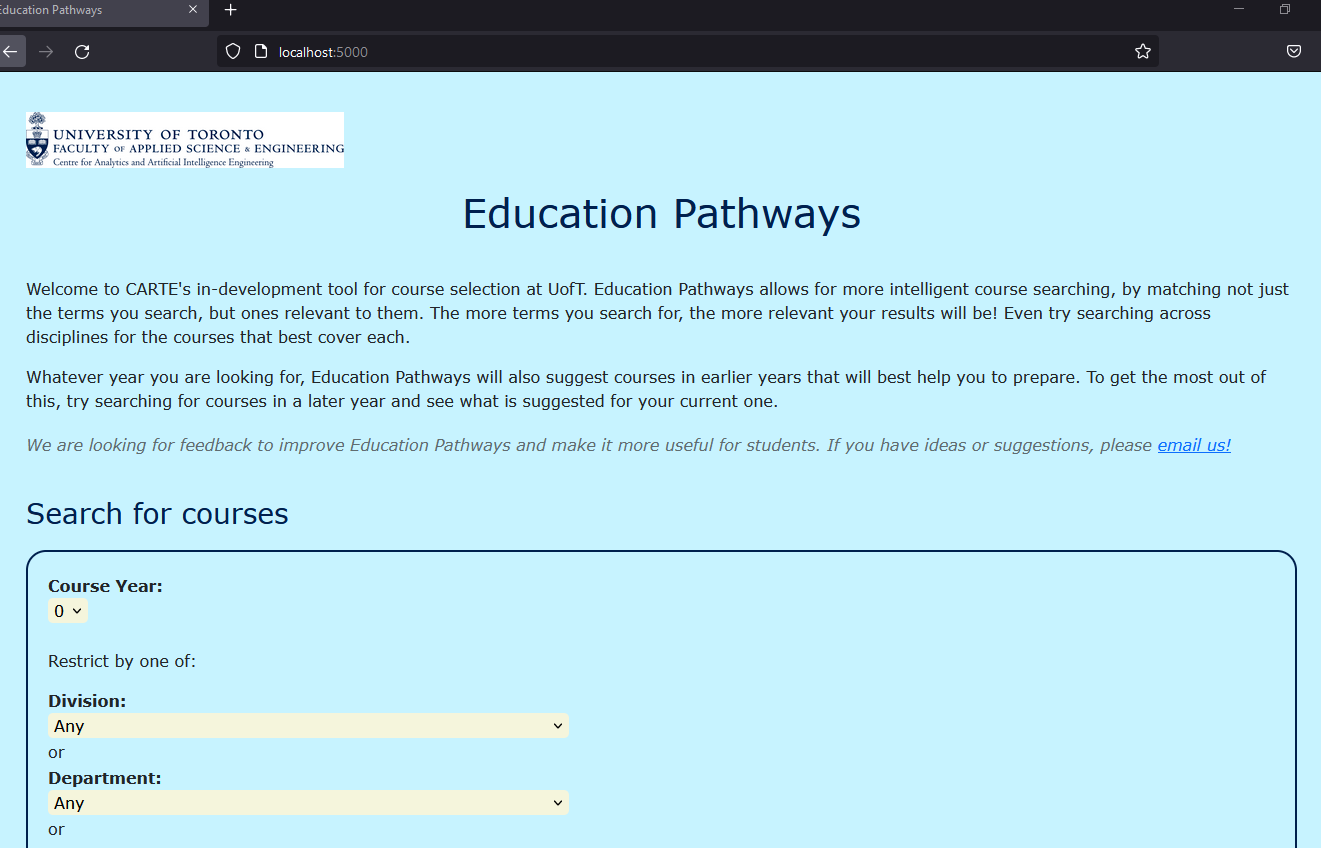 Education Pathways
localhost:5000
UNIVERSITY OF TORONTO
FACULTY OF APPLIED SCIENCE & ENGINEERING
Centre for Analytics and Artificial Intelligence Engineering
Education Pathways
Welcome to CARTE's in-development tool for course selection at UofT. Education Pathways allows for more intelligent course searching, by matching not just
the terms you search, but ones relevant to them. The more terms you search for, the more relevant your results will be! Even try searching across
disciplines for the courses that best cover each.
Whatever year you are looking for, Education Pathways will also suggest courses in earlier years that will best help you to prepare. To get the most out of
this, try searching for courses in a later year and see what is suggested for your current one.
We are looking for feedback to improve Education Pathways and make it more useful for students. If you have ideas or suggestions, please email us!
Search for courses
Course Year:
0
Restrict by one of:
Division:
Any
or
Department:
Any
or